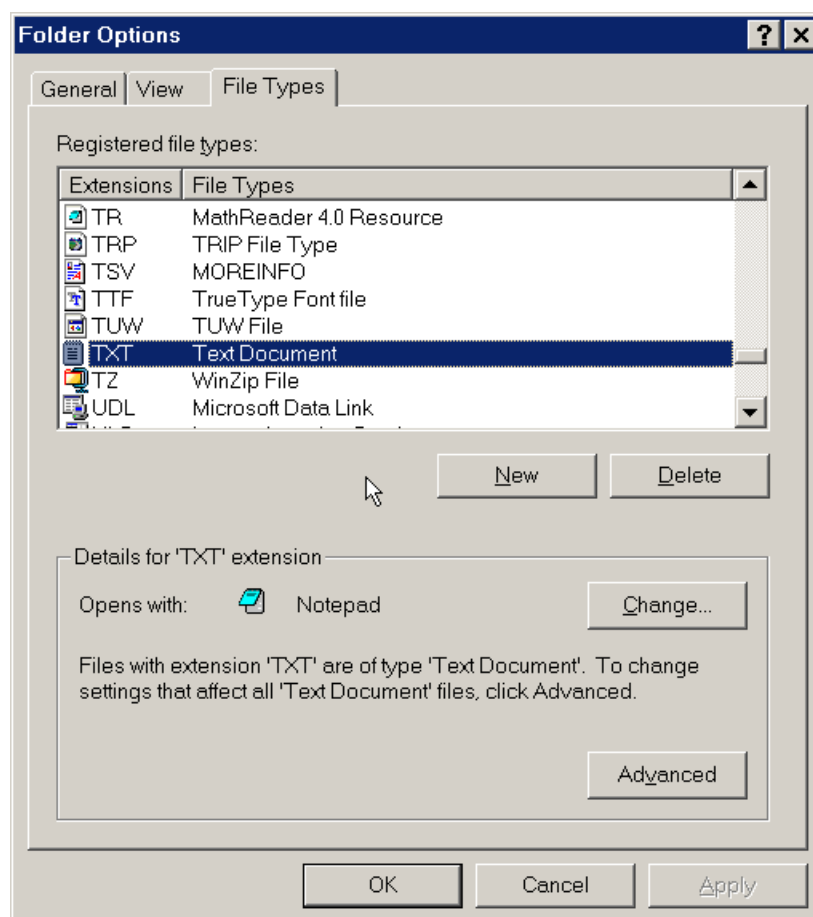 Folder Options
General View File Types
Registered file types:
Extensions File Types
TR MathReader 4.0 Resource
TRP TRIP File Type
TSV MOREINFO
TTF TrueType Font file
TUW TUW File
TXT Text Document
TZ WinZip File
UDL Microsoft Data Link
New Delete
Details for 'TXT' extension
Opens with: Notepad Change...
Files with extension 'TXT' are of type 'Text Document'. To change
settings that affect all 'Text Document' files, click Advanced.
Advanced
OK Cancel Apply